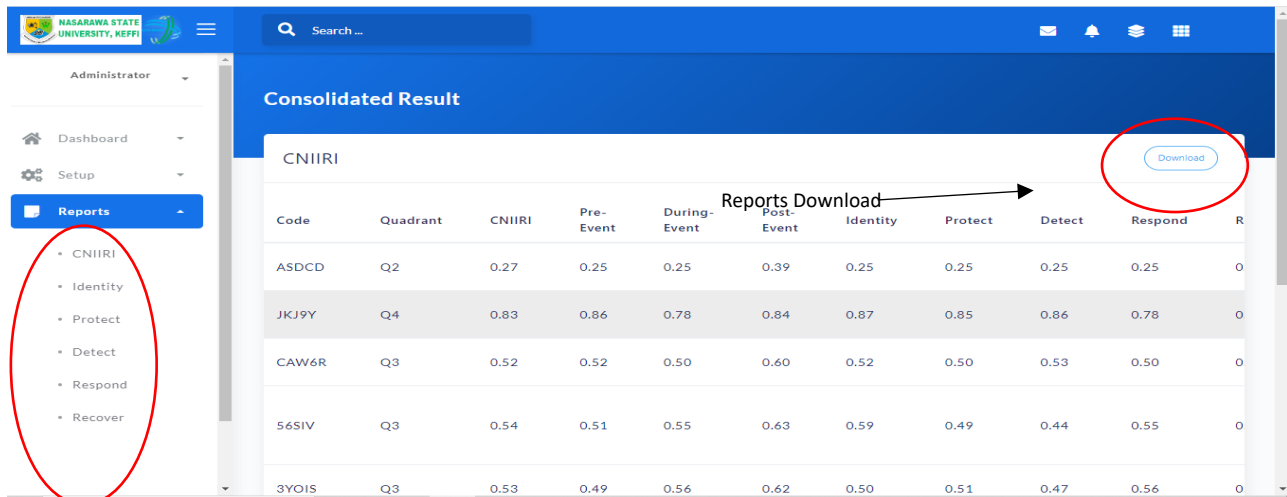 NASARAWA STATE
UNIVERSITY, KEFFI
Search ...
Administrator
Dashboard
Setup
Reports
CNIIRI
Identity
Protect
Detect
Respond
Recover
Consolidated Result
CNIIRI
Download
Reports Download
Code Quadrant CNIIRI Pre-Event During-Event Post-Event Identity Protect Detect Respond R
ASDCD Q2 0.27 0.25 0.25 0.39 0.25 0.25 0.25 0.25 0
JKJ9Y Q4 0.83 0.86 0.78 0.84 0.87 0.85 0.86 0.78 0
CAW6R Q3 0.52 0.52 0.50 0.60 0.52 0.50 0.53 0.50 0
56SIV Q3 0.54 0.51 0.55 0.63 0.59 0.49 0.44 0.55 0
3YOIS Q3 0.53 0.49 0.56 0.62 0.50 0.51 0.47 0.56 0